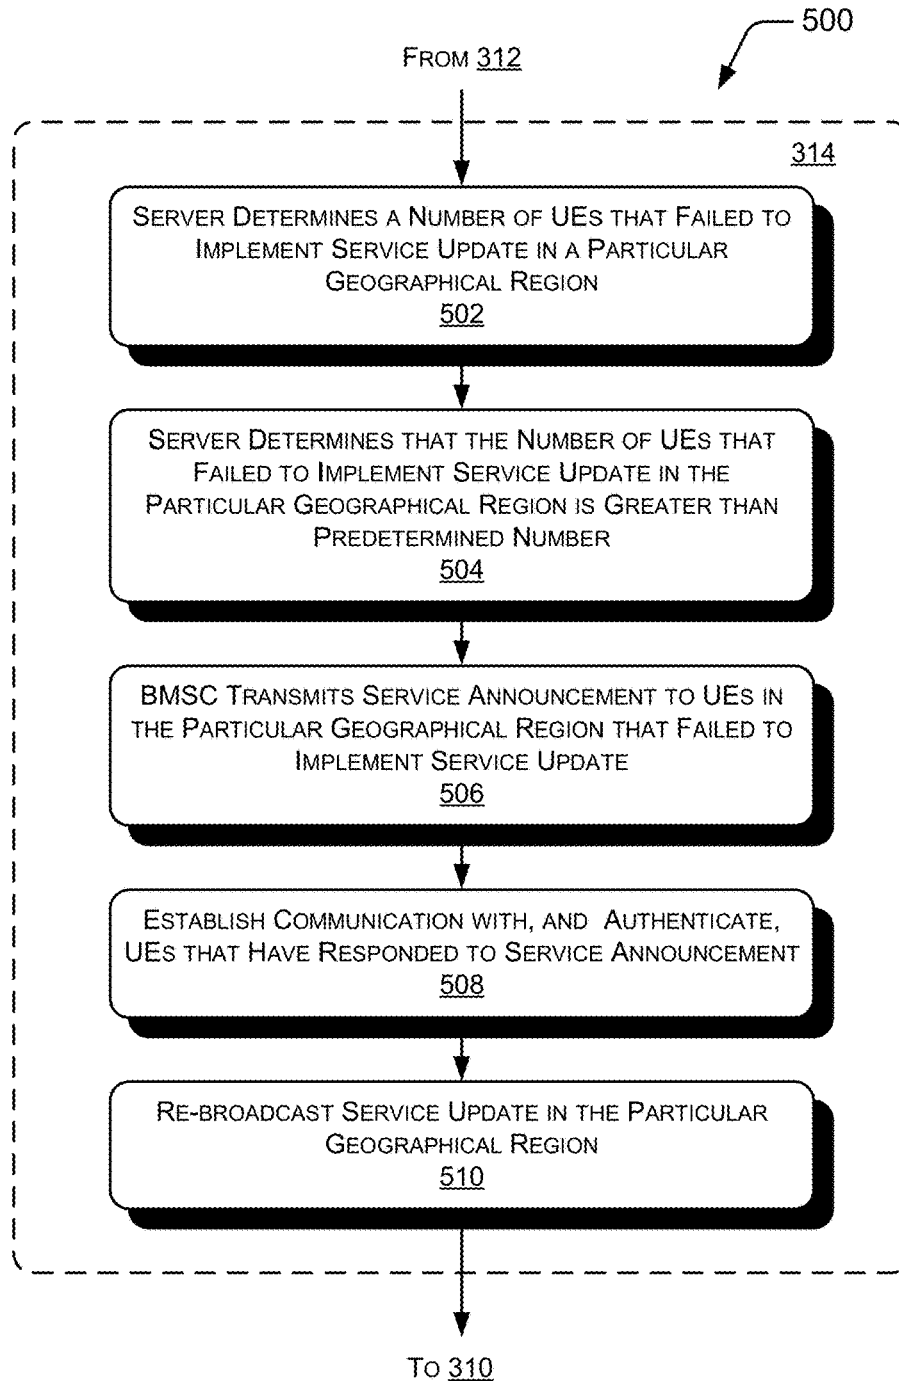 500
FROM 312
314
SERVER DETERMINES A NUMBER OF UES THAT FAILED TO
IMPLEMENT SERVICE UPDATE IN A PARTICULAR
GEOGRAPHICAL REGION
502
SERVER DETERMINES THAT THE NUMBER OF UES THAT
FAILED TO IMPLEMENT SERVICE UPDATE IN THE
PARTICULAR GEOGRAPHICAL REGION IS GREATER THAN
PREDETERMINED NUMBER
504
BMSC TRANSMITS SERVICE ANNOUNCEMENT TO UES IN
THE PARTICULAR GEOGRAPHICAL REGION THAT FAILED TO
IMPLEMENT SERVICE UPDATE
506
ESTABLISH COMMUNICATION WITH, AND AUTHENTICATE,
UES THAT HAVE RESPONDED TO SERVICE ANNOUNCEMENT
508
RE-BROADCAST SERVICE UPDATE IN THE PARTICULAR
GEOGRAPHICAL REGION
510
TO 310